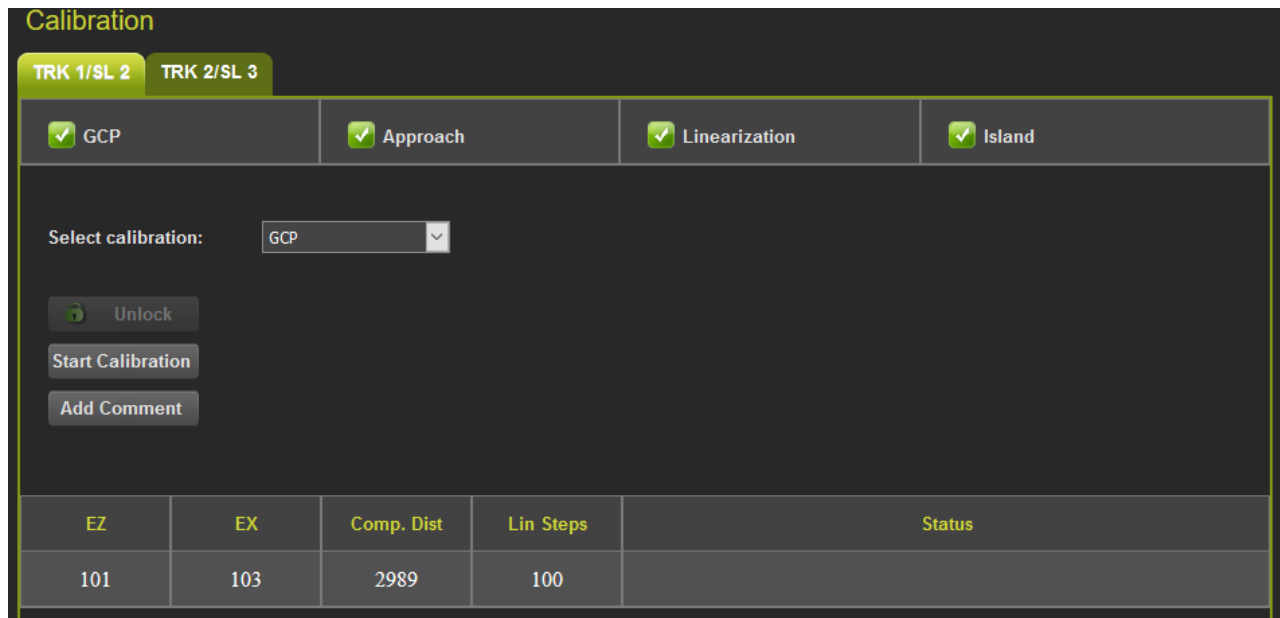 Calibration
TRK 1/SL 2 TRK 2/SL 3
GCP Approach Linearization Island
Select calibration: GCP
Unlock
Start Calibration
Add Comment
EZ EX Comp. Dist Lin Steps Status
101 103 2989 100